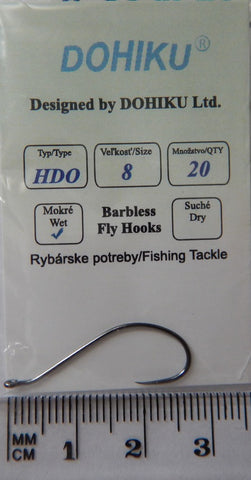 DOHIKU®
Designed by DOHIKU Ltd.
Typ/Type
HDO
Veľkosť/Size
8
Množstvo/QTY
20
Mokré
Wet
Barbless
Fly Hooks
Suché
Dry
Rybárske potreby/Fishing Tackle
MM
CM
1
2
3